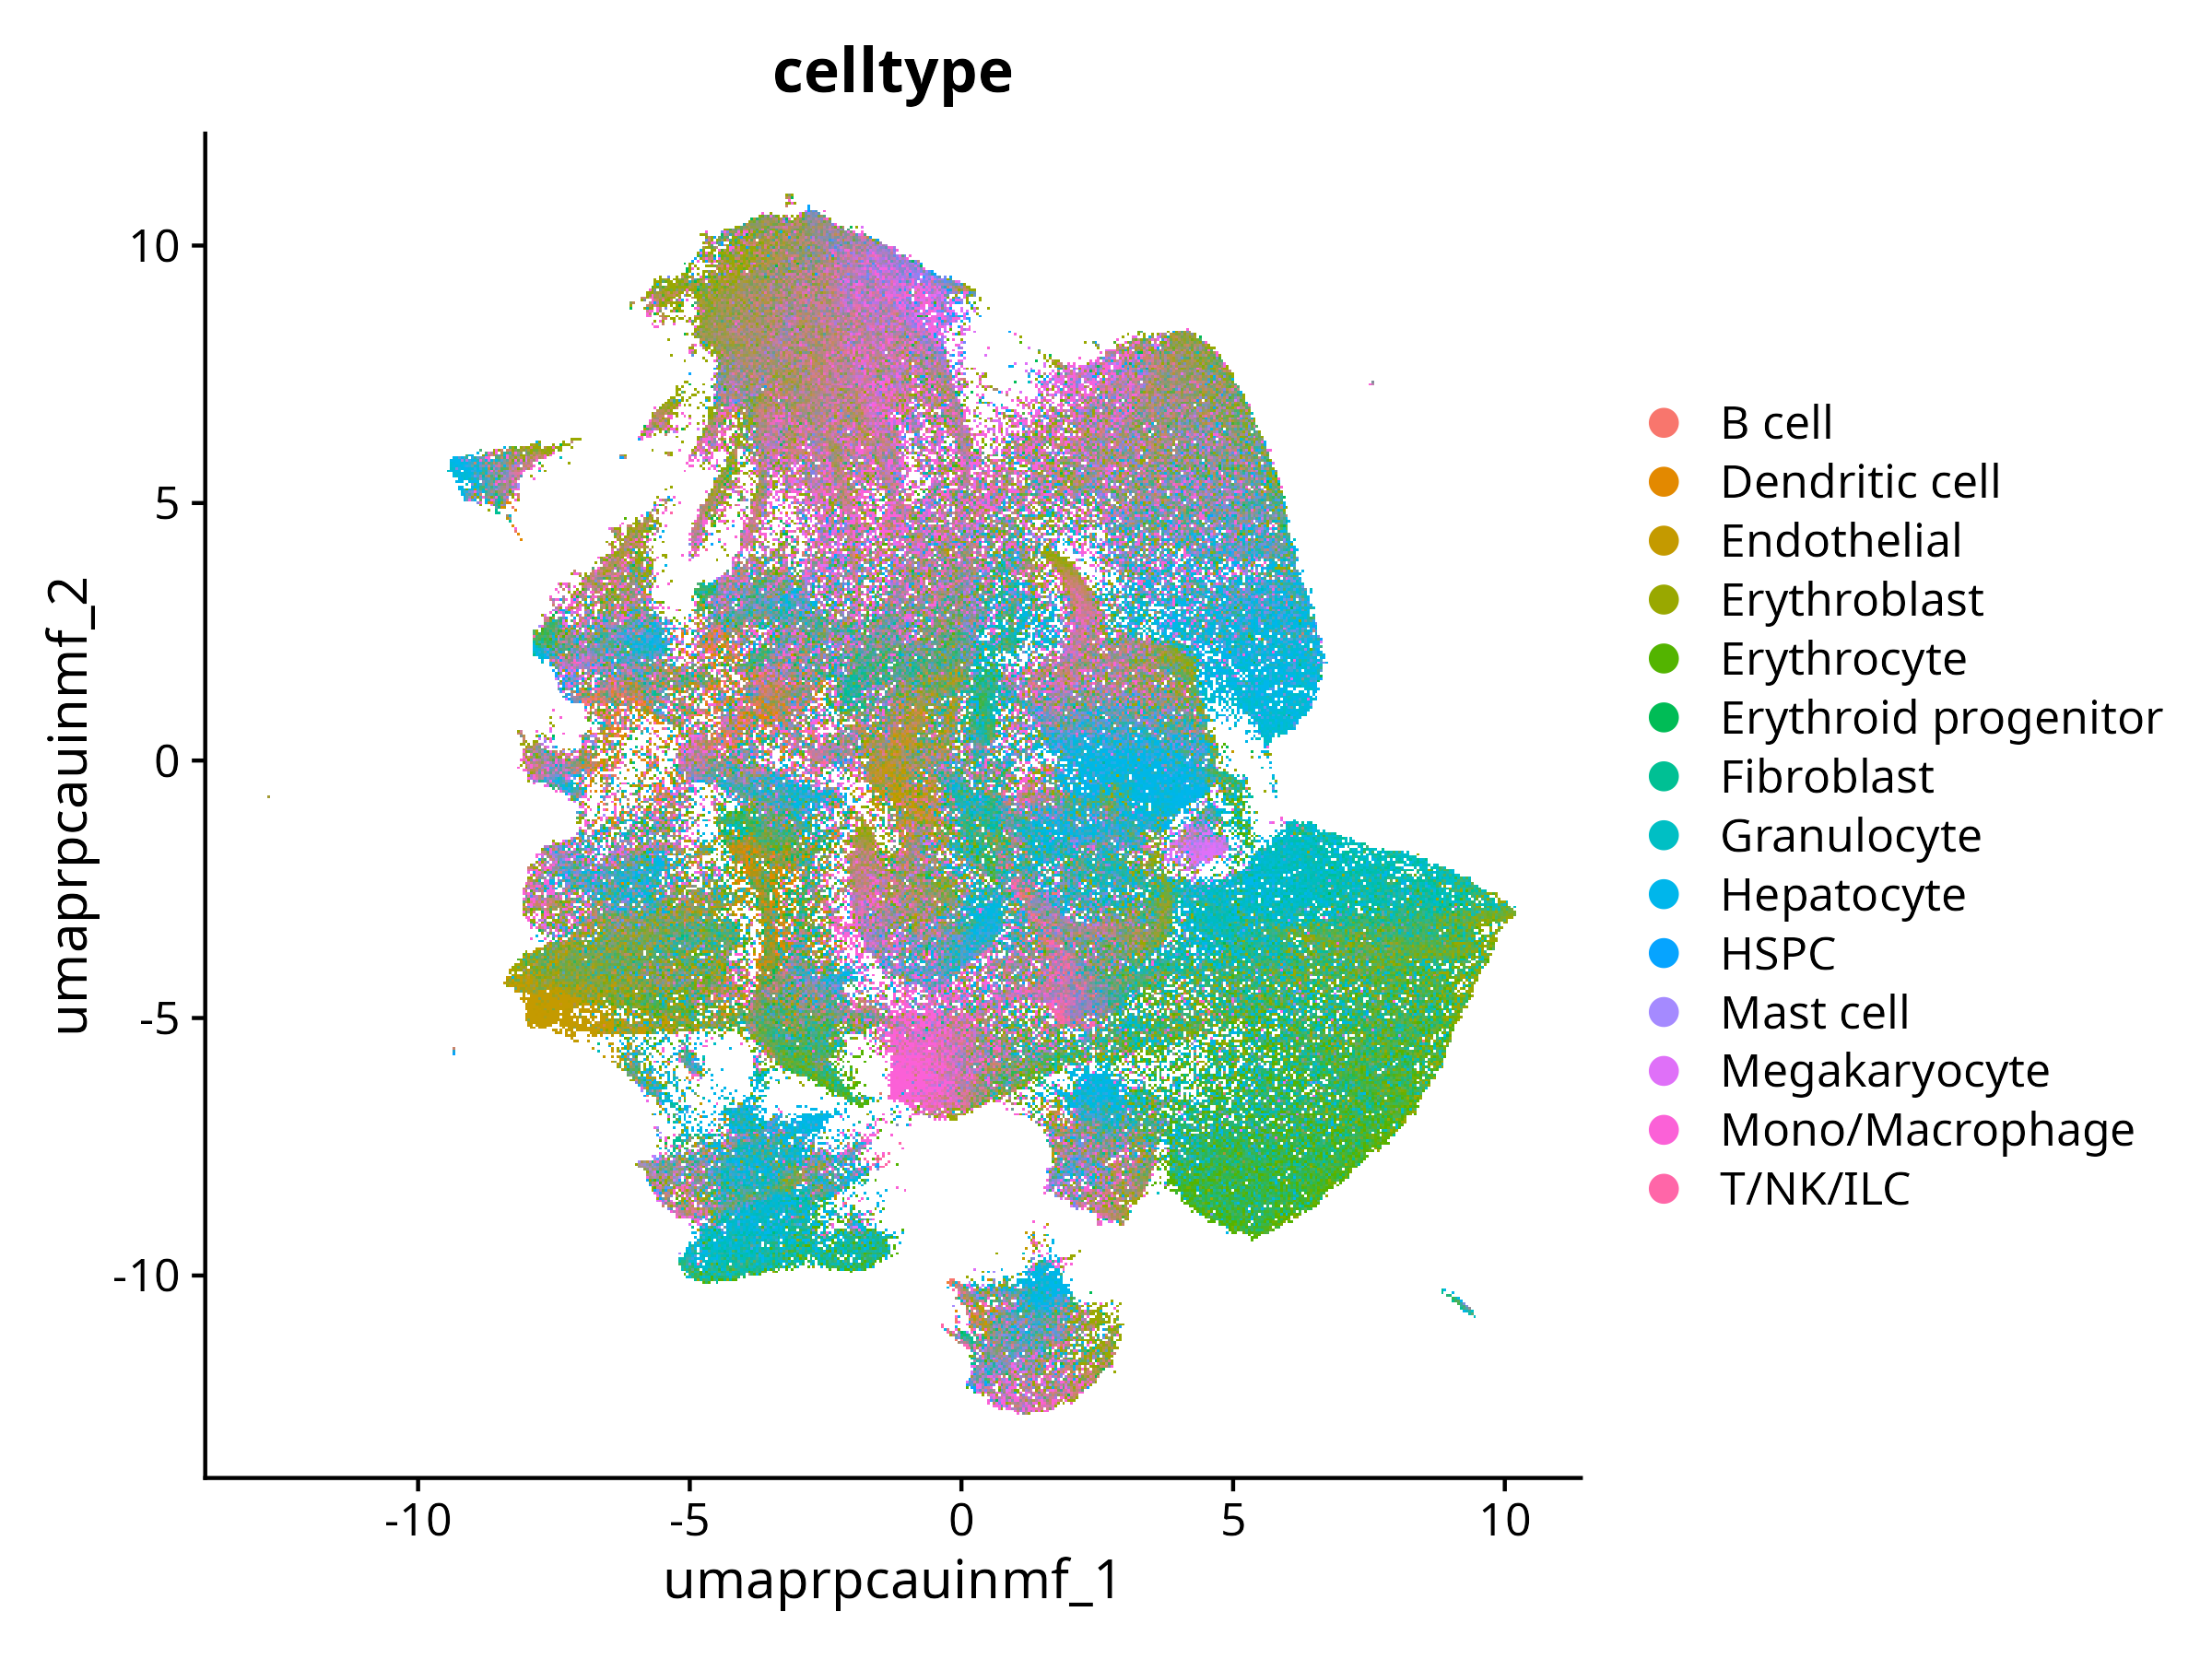 celltype
umaprpcauinmf_2
10
5
0
-5
-10
-10
-5
0
5
10
umaprpcauinmf_1
B cell
Dendritic cell
Endothelial
Erythroblast
Erythrocyte
Erythroid progenitor
Fibroblast
Granulocyte
Hepatocyte
HSPC
Mast cell
Megakaryocyte
Mono/Macrophage
T/NK/ILC